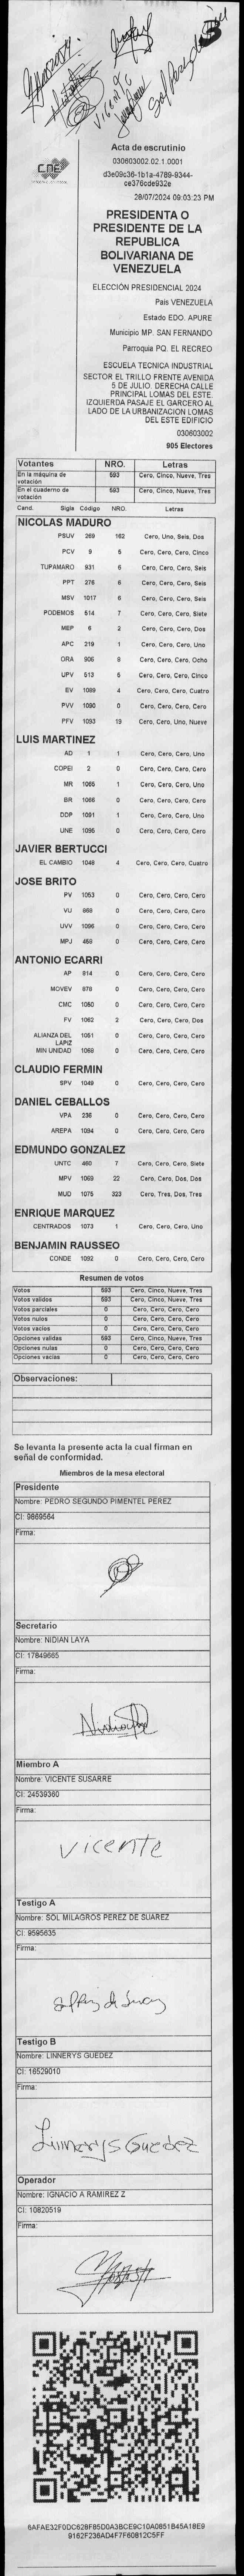 3
VICENTE
CNE
Acta de escrutinio
030603002.02.1.0001
d3e09c36-1b1a-4789-9344-
ce376cde932e
28/07/2024 09:03:23 PM
PRESIDENTA O
PRESIDENTE DE LA
REPUBLICA
BOLIVARIANA DE
VENEZUELA
ELECCIÓN PRESIDENCIAL 2024
Pais VENEZUELA
Estado EDO. APURE
Municipio MP. SAN FERNANDO
Parroquia PQ. EL RECREO
ESCUELA TECNICA INDUSTRIAL
SECTOR EL TRILLO FRENTE AVENIDA
5 DE JULIO. DERECHA CALLE
PRINCIPAL LOMAS DEL ESTE.
IZQUIERDA PASAJE EL GARCERO AL
LADO DE LA URBANIZACION LOMAS
DEL ESTE EDIFICIO
030603002
905 Electores
Votantes NRO. Letras
En la máquina de votación 593 Cero, Cinco, Nueve, Tres
En el cuaderno de votación 593 Cero, Cinco, Nueve, Tres
Cand. Sigla Código NRO. Letras
NICOLAS MADURO
PSUV 269 162 Cero, Uno, Seis, Dos
PCV 9 5 Cero, Cero, Cero, Cinco
TUPAMARO 931 6 Cero, Cero, Cero, Seis
PPT 276 6 Cero, Cero, Cero, Seis
MSV 1017 6 Cero, Cero, Cero, Seis
PODEMOS 514 7 Cero, Cero, Cero, Siete
MEP 6 2 Cero, Cero, Cero, Dos
APC 219 1 Cero, Cero, Cero, Uno
ORA 906 8 Cero, Cero, Cero, Ocho
UPV 513 5 Cero, Cero, Cero, Cinco
EV 1089 4 Cero, Cero, Cero, Cuatro
PVV 1090 0 Cero, Cero, Cero, Cero
PFV 1093 19 Cero, Cero, Uno, Nueve
LUIS MARTINEZ
AD 1 1 Cero, Cero, Cero, Uno
COPEI 2 0 Cero, Cero, Cero, Cero
MR 1065 1 Cero, Cero, Cero, Uno
BR 1066 0 Cero, Cero, Cero, Cero
DDP 1091 1 Cero, Cero, Cero, Uno
UNE 1095 0 Cero, Cero, Cero, Cero
JAVIER BERTUCCI
EL CAMBIO 1048 4 Cero, Cero, Cero, Cuatro
JOSE BRITO
PV 1053 0 Cero, Cero, Cero, Cero
VU 868 0 Cero, Cero, Cero, Cero
UVV 1096 0 Cero, Cero, Cero, Cero
MPJ 459 0 Cero, Cero, Cero, Cero
ANTONIO ECARRI
AP 814 0 Cero, Cero, Cero, Cero
MOVEV 878 0 Cero, Cero, Cero, Cero
CMC 1050 0 Cero, Cero, Cero, Cero
FV 1062 2 Cero, Cero, Cero, Dos
ALIANZA DEL LAPIZ 1051 0 Cero, Cero, Cero, Cero
MIN UNIDAD 1068 0 Cero, Cero, Cero, Cero
CLAUDIO FERMIN
SPV 1049 0 Cero, Cero, Cero, Cero
DANIEL CEBALLOS
VPA 236 0 Cero, Cero, Cero, Cero
AREPA 1094 0 Cero, Cero, Cero, Cero
EDMUNDO GONZALEZ
UNTC 460 7 Cero, Cero, Cero, Siete
MPV 1069 22 Cero, Cero, Dos, Dos
MUD 1075 323 Cero, Tres, Dos, Tres
ENRIQUE MARQUEZ
CENTRADOS 1073 1 Cero, Cero, Cero, Uno
BENJAMIN RAUSSEO
CONDE 1092 0 Cero, Cero, Cero, Cero
Resumen de votos
Votos 593 Cero, Cinco, Nueve, Tres
Votos validos 593 Cero, Cinco, Nueve, Tres
Votos parciales 0 Cero, Cero, Cero, Cero
Votos nulos 0 Cero, Cero, Cero, Cero
Votos vacios 0 Cero, Cero, Cero, Cero
Opciones validas 593 Cero, Cinco, Nueve, Tres
Opciones nulas 0 Cero, Cero, Cero, Cero
Opciones vacias 0 Cero, Cero, Cero, Cero
Observaciones:
Se levanta la presente acta la cual firman en
señal de conformidad.
Miembros de la mesa electoral
Presidente
Nombre: PEDRO SEGUNDO PIMENTEL PEREZ
CI: 9869564
Firma:
Secretario
Nombre: NIDIAN LAYA
CI: 17849665
Firma:
Miembro A
Nombre: VICENTE SUSARRE
CI: 24539360
Firma:
vicente
Testigo A
Nombre: SOL MILAGROS PEREZ DE SUAREZ
CI: 9595635
Firma:
Testigo B
Nombre: LINNERYS GUEDEZ
CI: 16529010
Firma:
Linnerys Guedez
Operador
Nombre: IGNACIO A RAMIREZ Z
CI: 10820519
Firma:
6AFAE32F0DC628F85D0A3BCE9C10A0851B45A18E9
9162F236AD4F7F60812C5FF